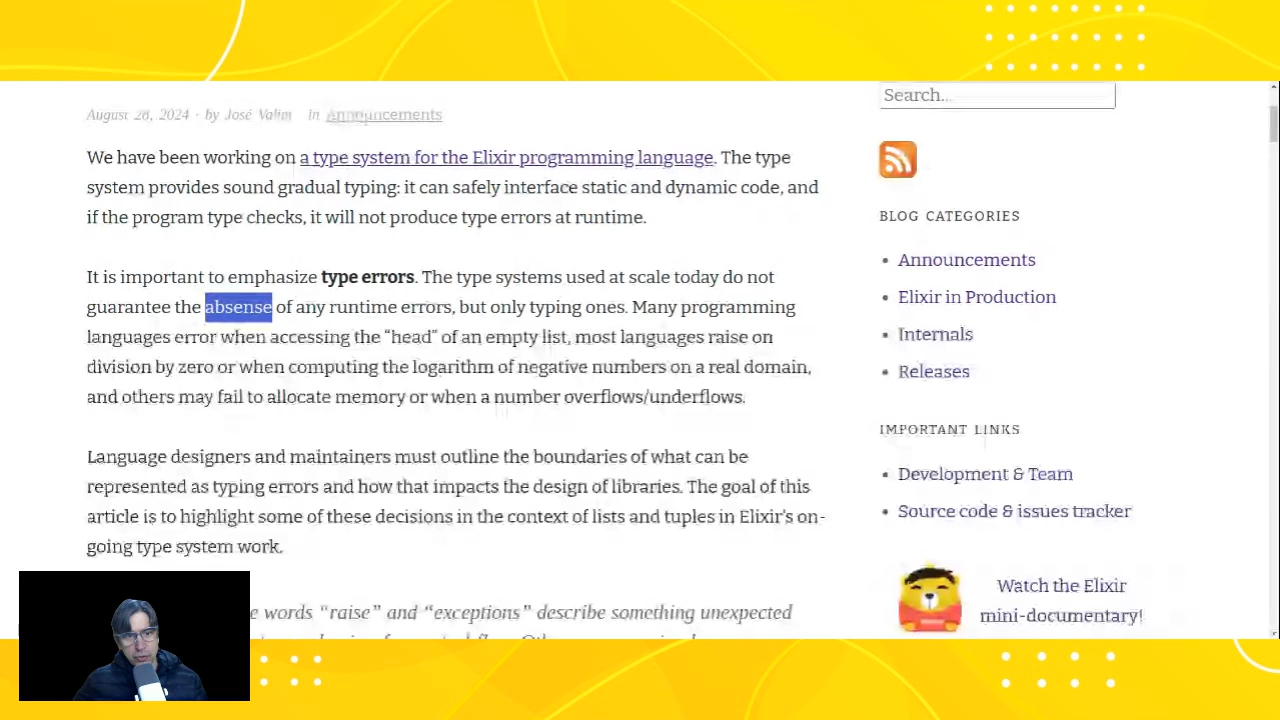 August 28, 2024 · by José Valim in Announcements
We have been working on a type system for the Elixir programming language. The type
system provides sound gradual typing: it can safely interface static and dynamic code, and
if the program type checks, it will not produce type errors at runtime.
It is important to emphasize type errors. The type systems used at scale today do not
guarantee the absense of any runtime errors, but only typing ones. Many programming
languages error when accessing the “head” of an empty list, most languages raise on
division by zero or when computing the logarithm of negative numbers on a real domain,
and others may fail to allocate memory or when a number overflows/underflows.
Language designers and maintainers must outline the boundaries of what can be
represented as typing errors and how that impacts the design of libraries. The goal of this
article is to highlight some of these decisions in the context of lists and tuples in Elixir's on-
going type system work.
words “raise” and “exceptions” describe something unexpected
Search...
BLOG CATEGORIES
Announcements
Elixir in Production
Internals
Releases
IMPORTANT LINKS
Development & Team
Source code & issues tracker
Watch the Elixir
mini-documentary!